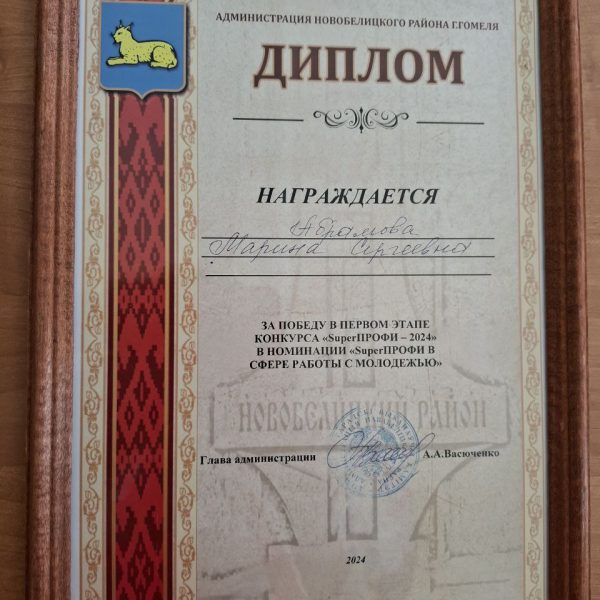 АДМИНИСТРАЦИЯ НОВОБЕЛИЦКОГО РАЙОНА Г.ГОМЕЛЯ
ДИПЛОМ
НАГРАЖДАЕТСЯ
Абрамова
Марина Сергеевна
ЗА ПОБЕДУ В ПЕРВОМ ЭТАПЕ
КОНКУРСА «SuperПРОФИ – 2024»
В НОМИНАЦИИ «SuperПРОФИ В
СФЕРЕ РАБОТЫ С МОЛОДЕЖЬЮ»
НОВОБЕЛИЦКИЙ РАЙОН
Глава администрации А.А.Васюченко
2024